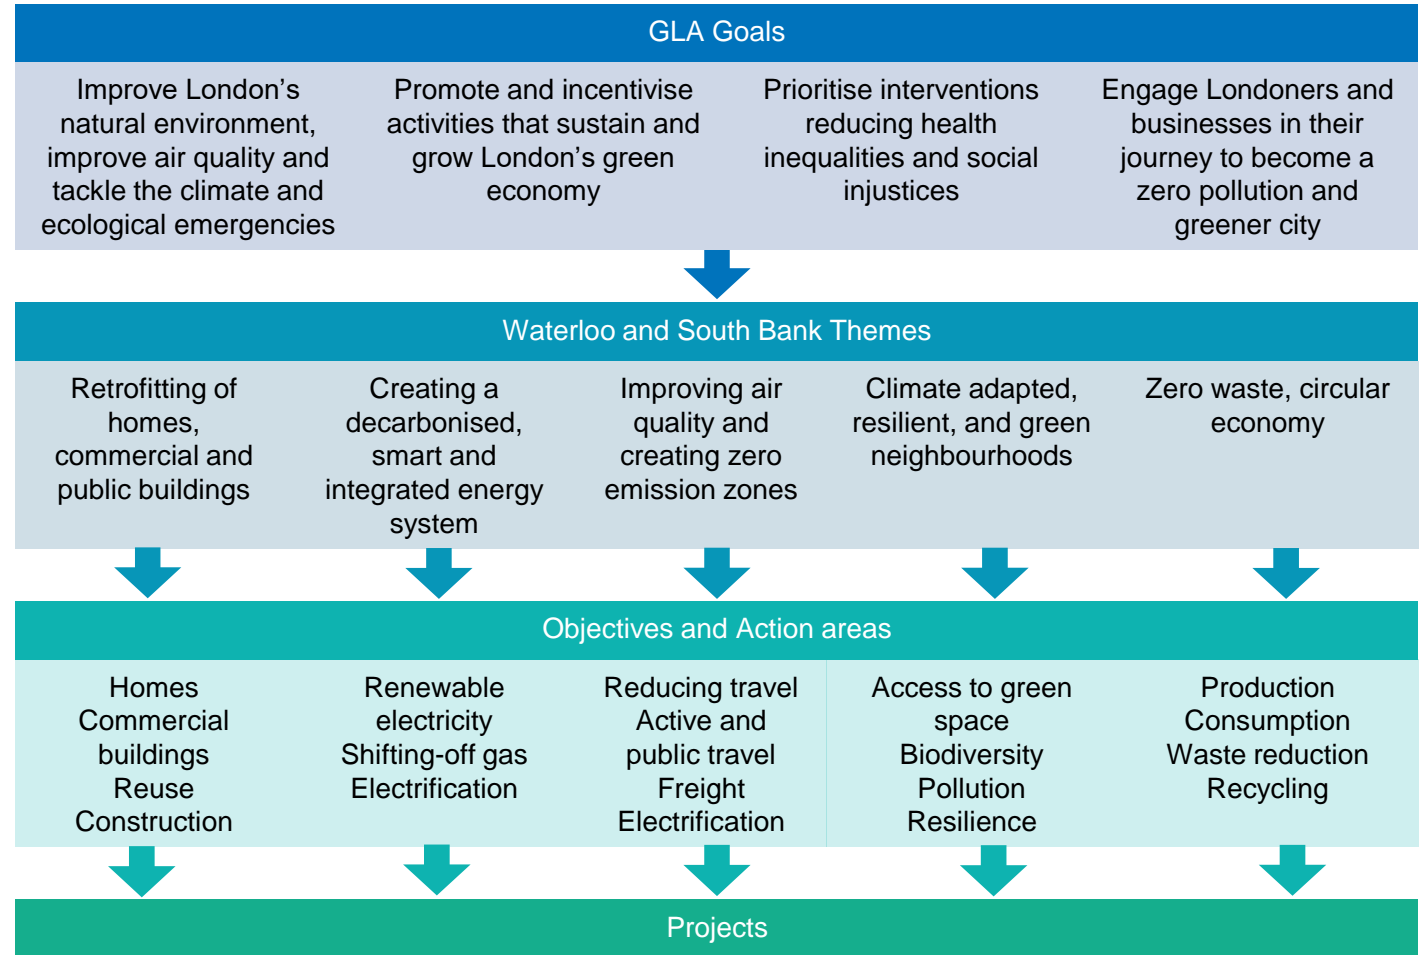 GLA Goals
Improve London’s
natural environment,
improve air quality and
tackle the climate and
ecological emergencies
Promote and incentivise
activities that sustain and
grow London’s green
economy
Prioritise interventions
reducing health
inequalities and social
injustices
Engage Londoners and
businesses in their
journey to become a
zero pollution and
greener city
Waterloo and South Bank Themes
Retrofitting of
homes,
commercial and
public buildings
Creating a
decarbonised,
smart and
integrated energy
system
Improving air
quality and
creating zero
emission zones
Climate adapted,
resilient, and green
neighbourhoods
Zero waste, circular
economy
Objectives and Action areas
Homes
Commercial
buildings
Reuse
Construction
Renewable
electricity
Shifting-off gas
Electrification
Reducing travel
Active and
public travel
Freight
Electrification
Access to green
space
Biodiversity
Pollution
Resilience
Production
Consumption
Waste reduction
Recycling
Projects